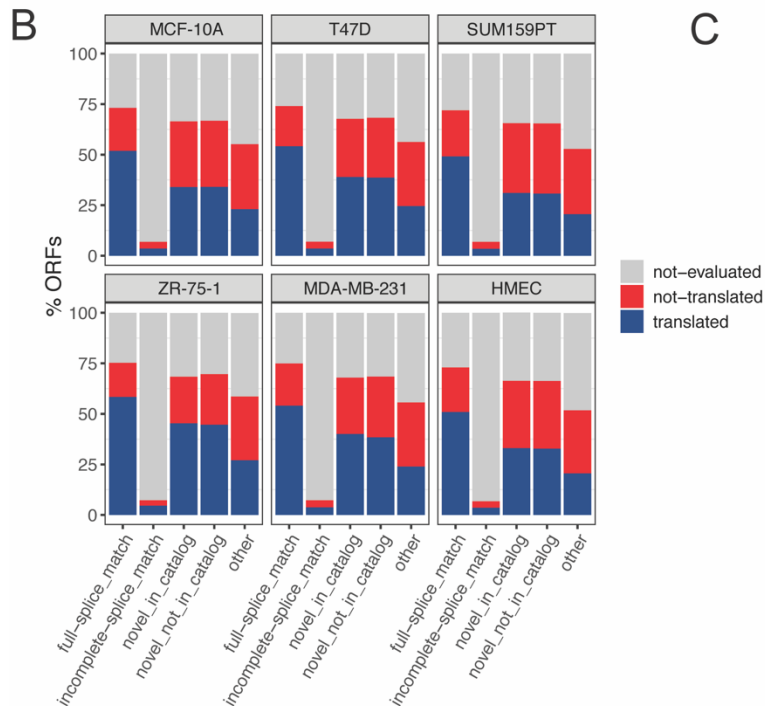 B
C
MCF-10A
T47D
SUM159PT
100
75
50
25
0
% ORFs
ZR-75-1
MDA-MB-231
HMEC
100
75
50
25
0
not-evaluated
not-translated
translated
full-splice_match
incomplete-splice_match
novel_in_catalog
novel_not_in_catalog
other
full-splice_match
incomplete-splice_match
novel_in_catalog
novel_not_in_catalog
other
full-splice_match
incomplete-splice_match
novel_in_catalog
novel_not_in_catalog
other